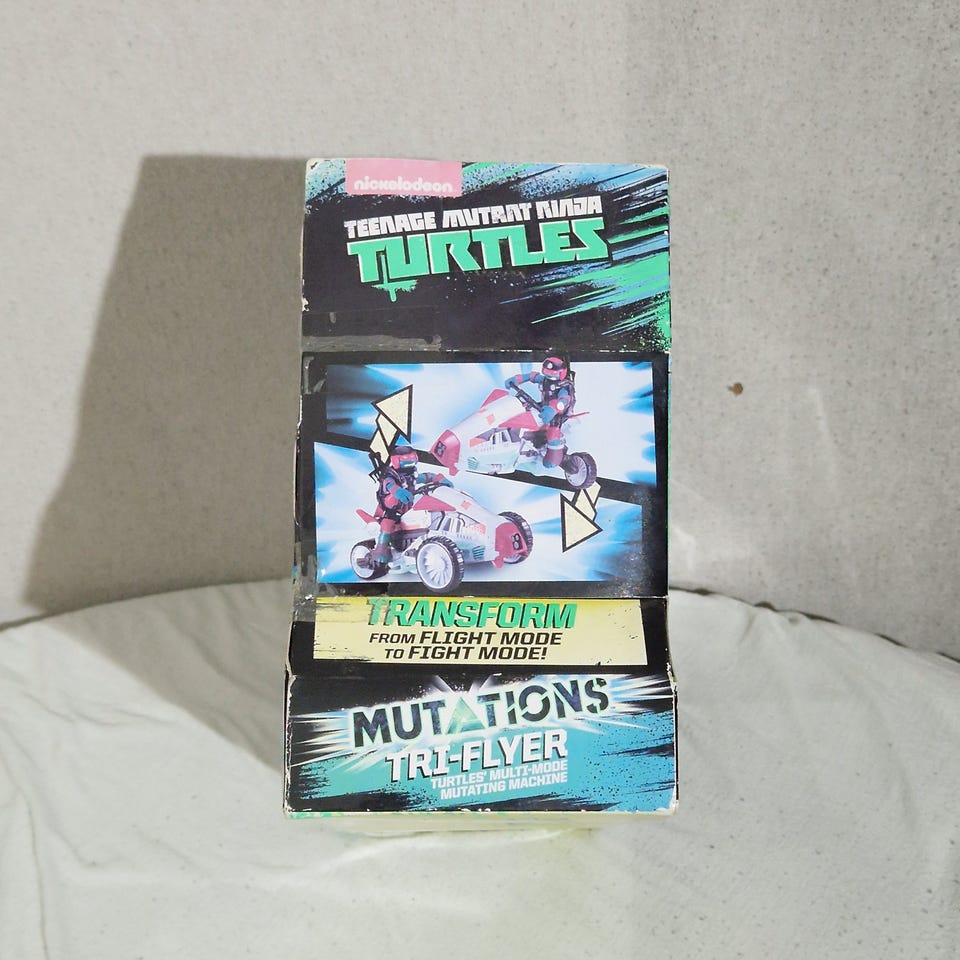 nickelodeon
TEENAGE MUTANT NINJA
TURTLES
TRANSFORM
FROM FLIGHT MODE
TO FIGHT MODE!
MUTATIONS
TRI-FLYER
TURTLES' MULTI-MODE
MUTATING MACHINE